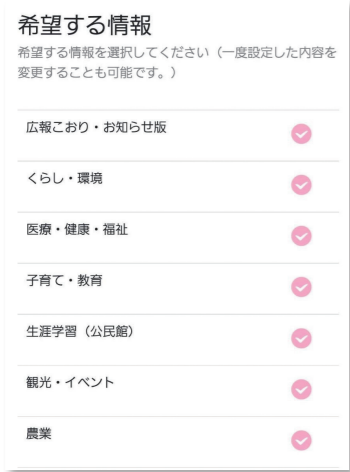 希望する情報
希望する情報を選択してください（一度設定した内容を
変更することも可能です。）
広報こおり・お知らせ版
くらし・環境
医療・健康・福祉
子育て・教育
生涯学習（公民館）
観光・イベント
農業